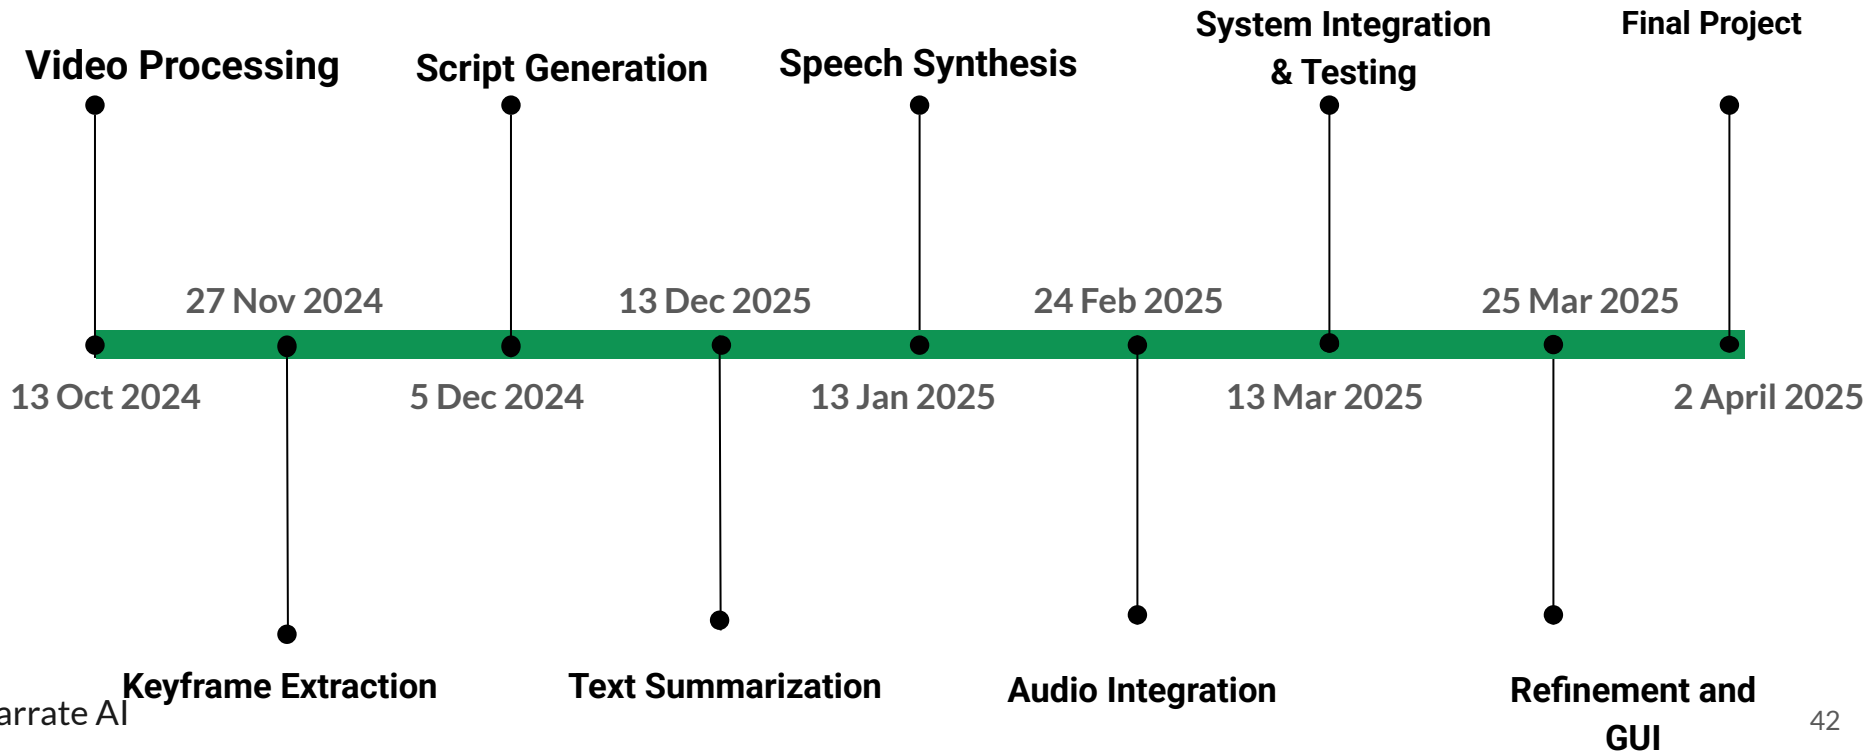 System Integration
& Testing
Final Project
Video Processing
Script Generation
Speech Synthesis
27 Nov 2024
13 Dec 2025
24 Feb 2025
25 Mar 2025
13 Oct 2024
5 Dec 2024
13 Jan 2025
13 Mar 2025
2 April 2025
Keyframe Extraction
Text Summarization
Audio Integration
Refinement and
GUI
arrate AI
42